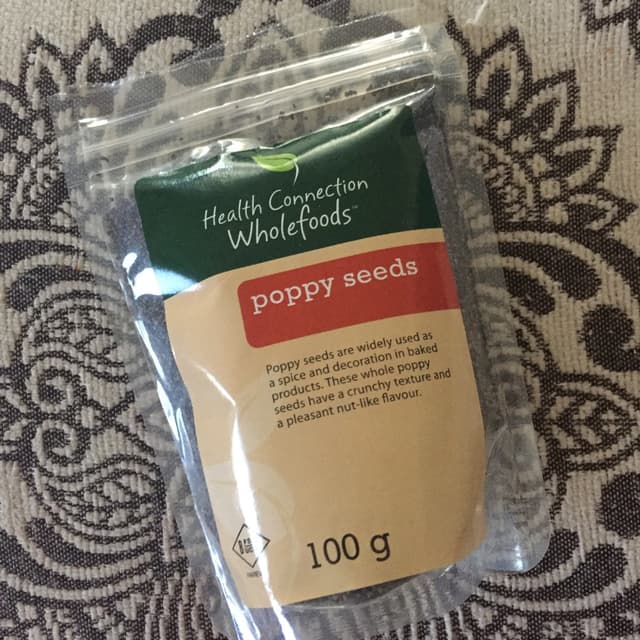 Health Connection
Wholefoods™
poppy seeds
Poppy seeds are widely used as
a spice and decoration in baked
products. These whole poppy
seeds have a crunchy texture and
a pleasant nut-like flavour.
100 g